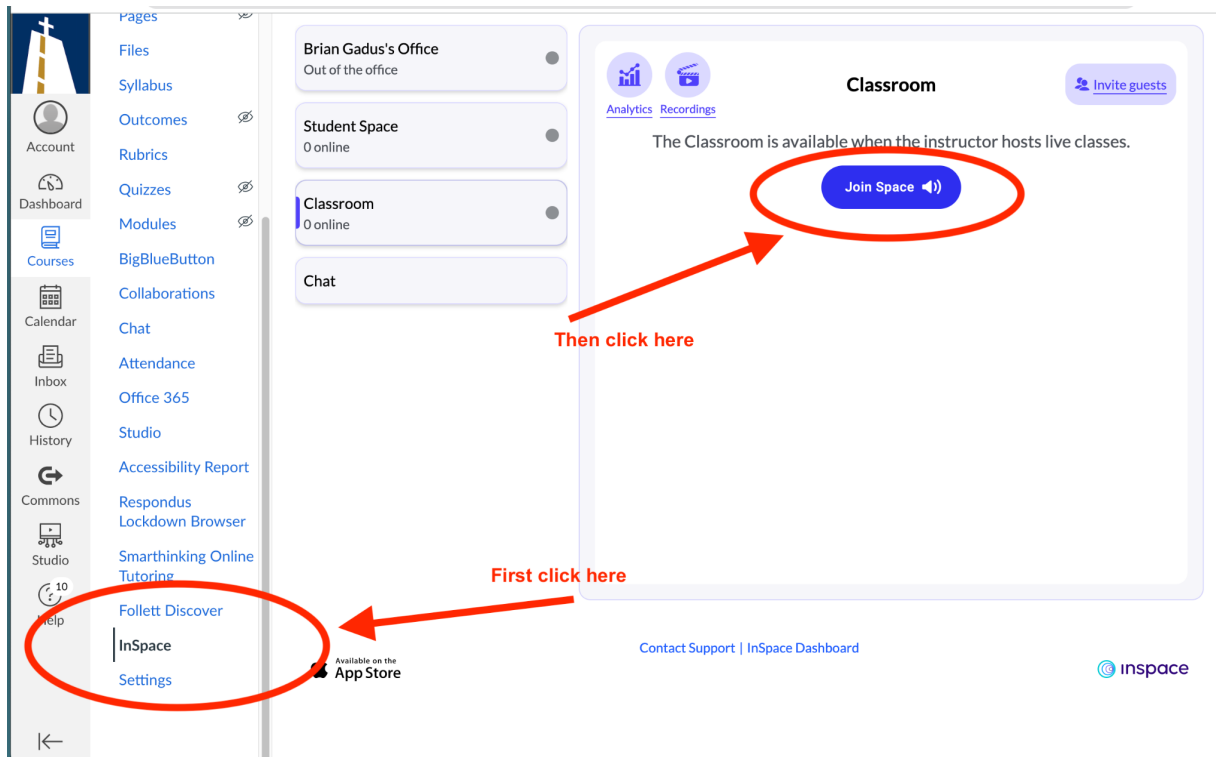 Account
Dashboard
Courses
Calendar
Inbox
History
Commons
Studio
10
Help
Pages
Files
Syllabus
Outcomes
Rubrics
Quizzes
Modules
BigBlueButton
Collaborations
Chat
Attendance
Office 365
Studio
Accessibility Report
Respondus
Lockdown Browser
Smarthinking Online
Tutoring
Follett Discover
InSpace
Settings
Brian Gadus's Office
Out of the office
Student Space
0 online
Classroom
0 online
Chat
Analytics
Recordings
Classroom
Invite guests
The Classroom is available when the instructor hosts live classes.
Join Space
Then click here
First click here
Available on the
App Store
Contact Support | InSpace Dashboard
inspace